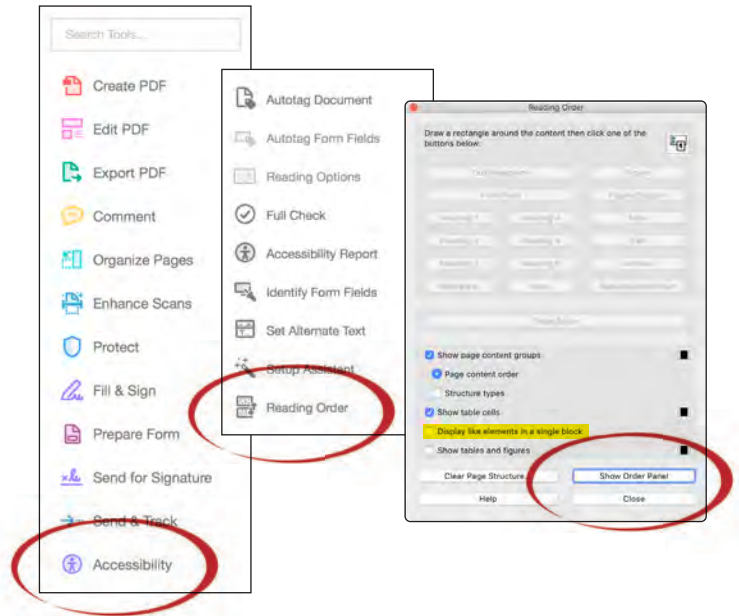 Search Tools...
Create PDF
Edit PDF
Export PDF
Comment
Organize Pages
Enhance Scans
Protect
Fill & Sign
Prepare Form
Send for Signature
Send & Track
Accessibility
Autotag Document
Autotag Form Fields
Reading Options
Full Check
Accessibility Report
Identify Form Fields
Set Alternate Text
Setup Assistant
Reading Order
Reading Order
Draw a rectangle around the content then click one of the
buttons below:
Show page content groups
Page content order
Structure types
Show table cells
Display like elements in a single block
Show tables and figures
Clear Page Structure...
Show Order Panel
Help
Close